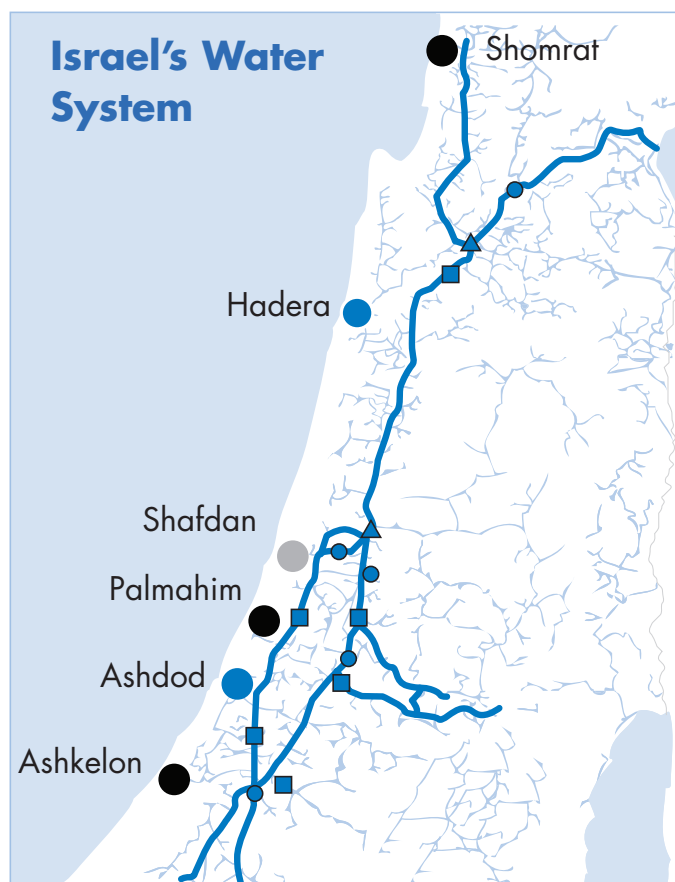 Israel's Water
System
Shomrat
Hadera
Shafdan
Palmahim
Ashdod
Ashkelon